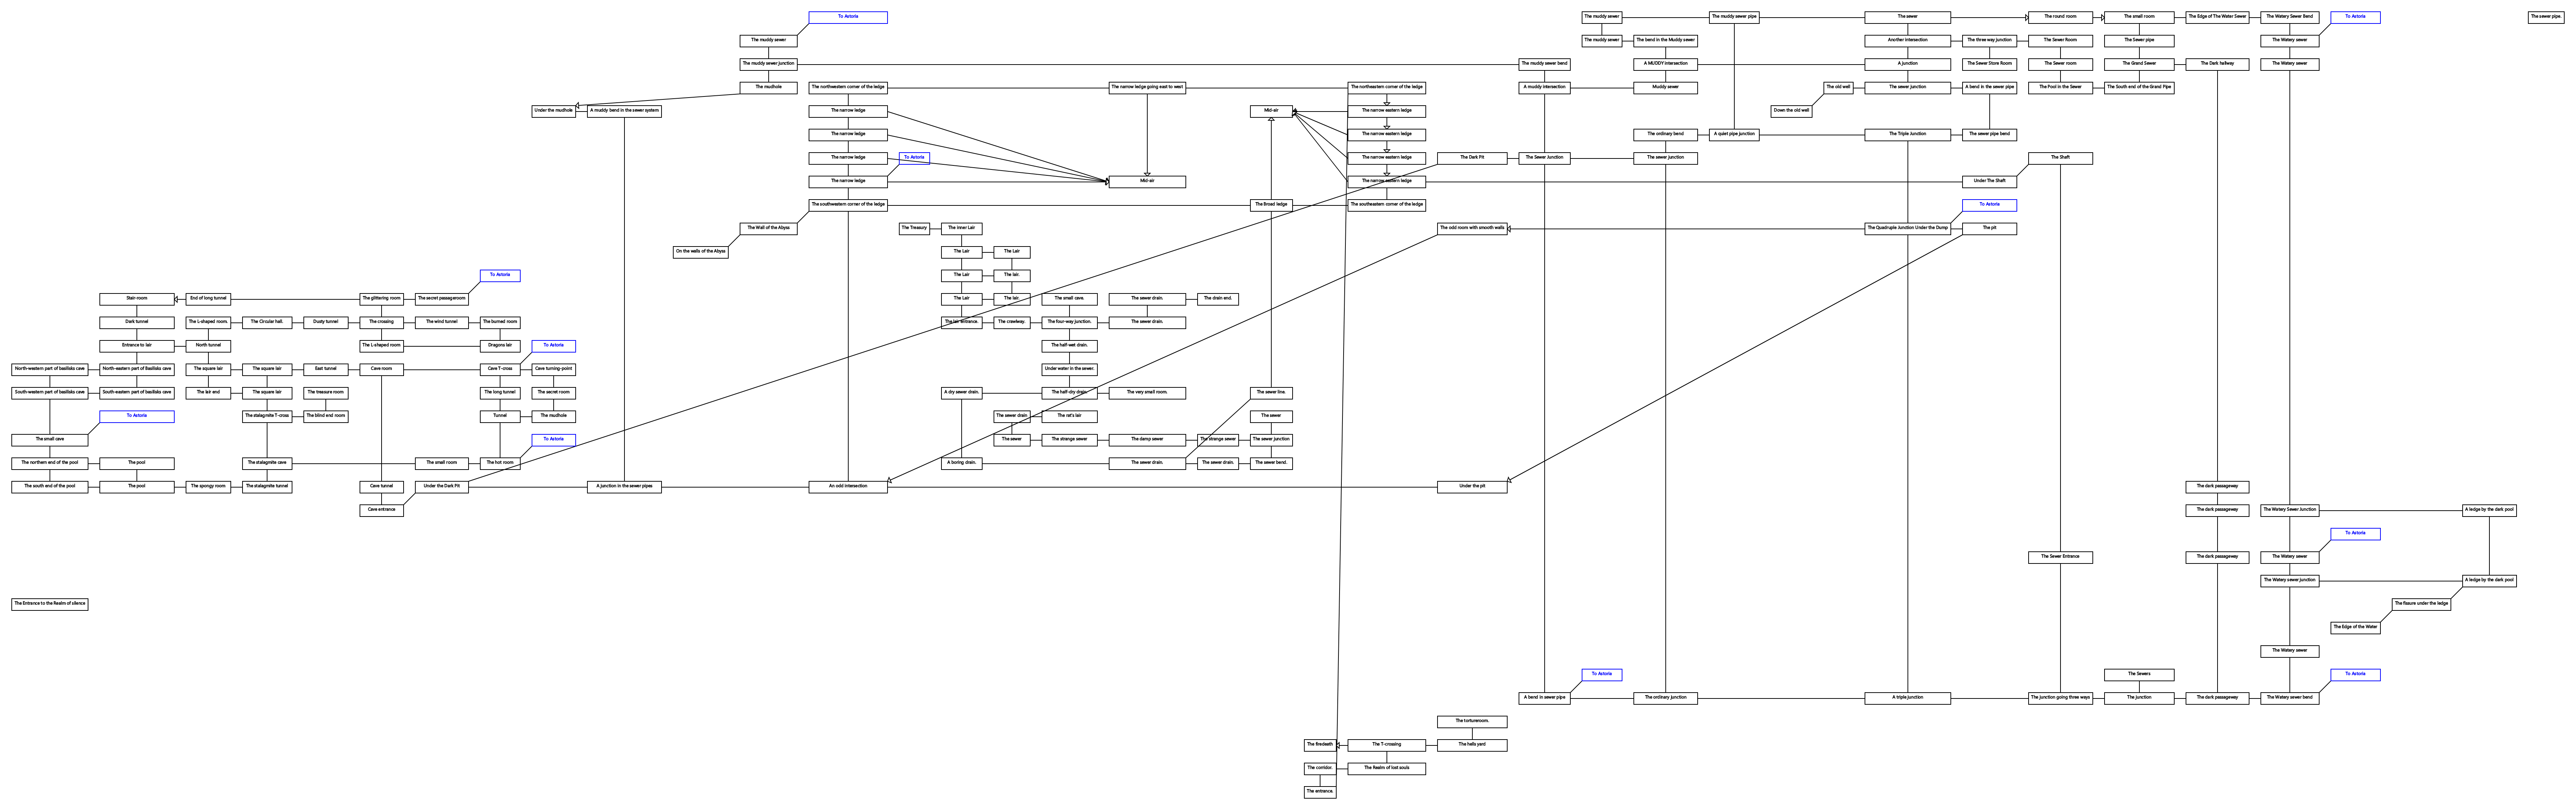 To Astoria
The muddy sewer
The muddy sewer pipe
The sewer
The round room
The small room
The Edge of The Water Sewer
The Watery Sewer Bend
To Astoria
The sewer pipe.
The muddy sewer
The muddy sewer
The bend in the Muddy sewer
Another intersection
The three way junction
The Sewer Room
The Sewer pipe
The Watery sewer
The muddy sewer junction
The muddy sewer bend
A MUDDY intersection
A junction
The Sewer Store Room
The Sewer room
The Grand Sewer
The Dark hallway
The Watery sewer
The mudhole
The northwestern corner of the ledge
The narrow ledge going east to west
The northeastern corner of the ledge
A muddy intersection
Muddy sewer
The old well
The sewer junction
A bend in the sewer pipe
The Pool in the Sewer
The South end of the Grand Pipe
Under the mudhole
A muddy bend in the sewer system
The narrow ledge
Mid-air
The narrow eastern ledge
Down the old well
The narrow ledge
The narrow eastern ledge
The ordinary bend
A quiet pipe junction
The Triple Junction
The sewer pipe bend
The narrow ledge
To Astoria
The narrow eastern ledge
The Dark Pit
The Sewer Junction
The sewer junction
The Shaft
The narrow ledge
Mid-air
The narrow eastern ledge
Under The Shaft
The southwestern corner of the ledge
The Broad ledge
The southeastern corner of the ledge
To Astoria
The Wall of the Abyss
The Treasury
The inner Lair
The odd room with smooth walls
The Quadruple Junction Under the Dump
The pit
On the walls of the Abyss
The Lair
The Lair
To Astoria
The Lair
The lair.
Stair-room
End of long tunnel
The glittering room
The secret passageroom
The Lair
The lair.
The small cave.
The sewer drain.
The drain end.
Dark tunnel
The L-shaped room.
The Circular hall.
Dusty tunnel
The crossing
The wind tunnel
The burned room
The lair entrance.
The crawlway.
The four-way junction.
The sewer drain.
Entrance to lair
North tunnel
The L-shaped room
Dragons lair
To Astoria
The half-wet drain.
North-western part of basilisks cave
North-eastern part of Basilisks cave
The square lair
The square lair
East tunnel
Cave room
Cave T-cross
Cave turning-point
Under water in the sewer.
South-western part of basilisks cave
South-eastern part of Basilisks cave
The lair end
The square lair
The treasure room
The long tunnel
The secret room
A dry sewer drain.
The half-dry drain.
The very small room.
The sewer line.
To Astoria
The stalagmite T-cross
The blind end room
Tunnel
The mudhole
The sewer drain
The rat's lair
The sewer
The small cave
To Astoria
The sewer
The strange sewer
The damp sewer
The strange sewer
The sewer junction
The northern end of the pool
The pool
The stalagmite cave
The small room
The hot room
A boring drain.
The sewer drain.
The sewer drain.
The sewer bend.
The south end of the pool
The pool
The spongy room
The stalagmite tunnel
Cave tunnel
Under the Dark Pit
A junction in the sewer pipes
An odd intersection
Under the pit
The dark passageway
Cave entrance
The dark passageway
The Watery Sewer Junction
A ledge by the dark pool
To Astoria
The Sewer Entrance
The dark passageway
The Watery sewer
The Watery sewer junction
A ledge by the dark pool
The Entrance to the Realm of silence
The fissure under the ledge
The Edge of the Water
The Watery sewer
To Astoria
The Sewers
To Astoria
A bend in sewer pipe
The ordinary junction
A triple junction
The junction going three ways
The junction
The dark passageway
The Watery sewer bend
The tortureroom.
The firedeath
The T-crossing
The hells yard
The corridor.
The Realm of lost souls
The entrance.